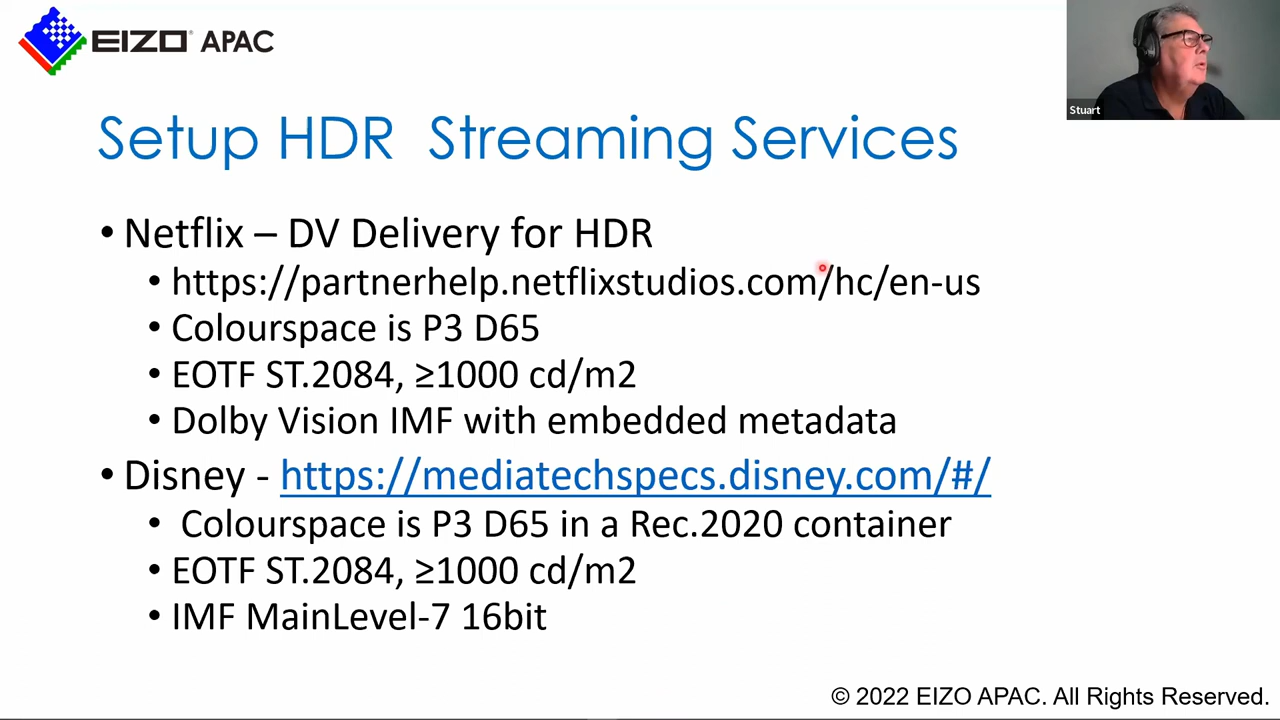 EIZO APAC
Stuart
Setup HDR  Streaming Services
• Netflix – DV Delivery for HDR
• https://partnerhelp.netflixstudios.com/hc/en-us
• Colourspace is P3 D65
• EOTF ST.2084, ≥1000 cd/m2
• Dolby Vision IMF with embedded metadata
• Disney - https://mediatechspecs.disney.com/#/
• Colourspace is P3 D65 in a Rec.2020 container
• EOTF ST.2084, ≥1000 cd/m2
• IMF MainLevel-7 16bit
© 2022 EIZO APAC. All Rights Reserved.